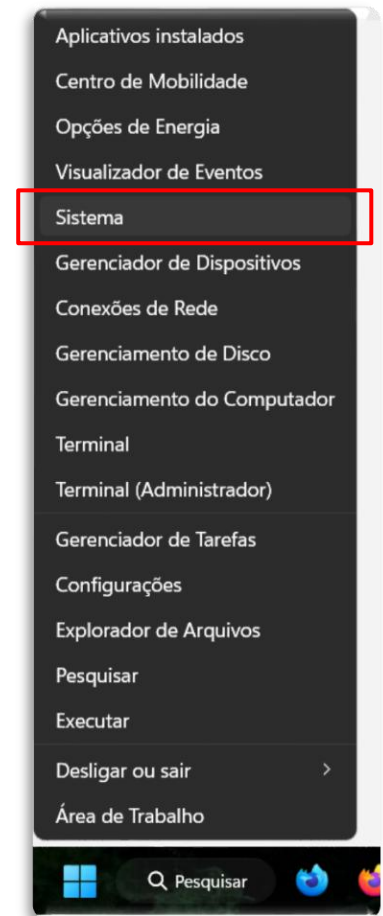 Aplicativos instalados
Centro de Mobilidade
Opções de Energia
Visualizador de Eventos
Sistema
Gerenciador de Dispositivos
Conexões de Rede
Gerenciamento de Disco
Gerenciamento do Computador
Terminal
Terminal (Administrador)
Gerenciador de Tarefas
Configurações
Explorador de Arquivos
Pesquisar
Executar
Desligar ou sair
Área de Trabalho
Pesquisar